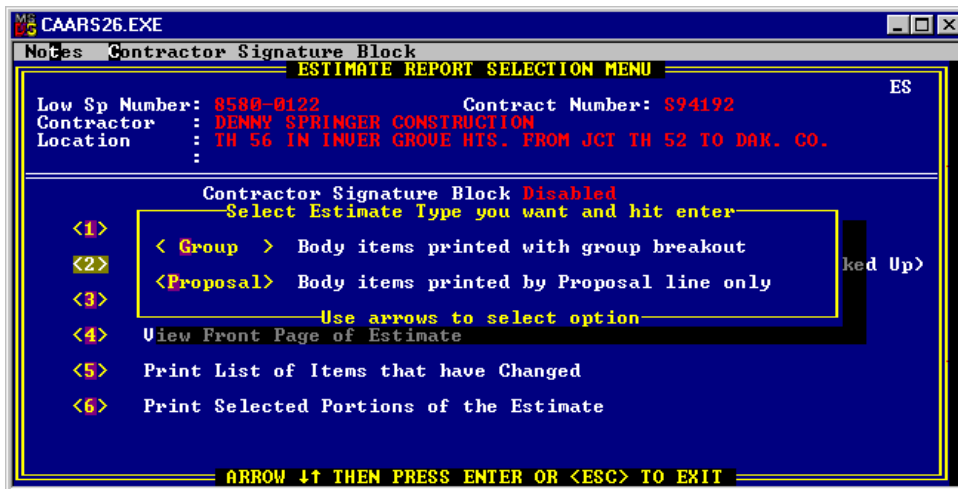 CAARS26.EXE
Notes Contractor Signature Block
ESTIMATE REPORT SELECTION MENU
ES
Low Sp Number: 8580-0122 Contract Number: S94192
Contractor : DENNY SPRINGER CONSTRUCTION
Location : TH 56 IN INVER GROVE HTS. FROM JCT TH 52 TO DAK. CO.
:
Contractor Signature Block Disabled
Select Estimate Type you want and hit enter
<1>
< Group > Body items printed with group breakout
<2> ked Up)
<Proposal> Body items printed by Proposal line only
<3>
Use arrows to select option
<4> View Front Page of Estimate
<5> Print List of Items that have Changed
<6> Print Selected Portions of the Estimate
ARROW ↓↑ THEN PRESS ENTER OR <ESC> TO EXIT